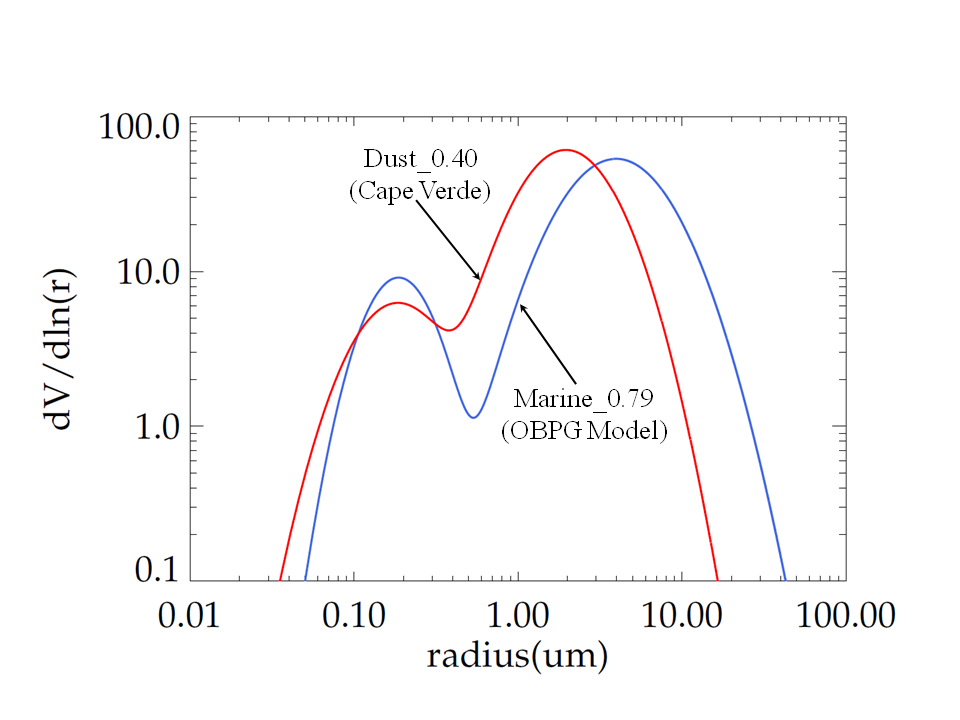 Dust_0.40
(Cape Verde)
Marine_0.79
(OBPG Model)
dV/dln(r)
100.0
10.0
1.0
0.1
0.01 0.10 1.00 10.00 100.00
radius(um)